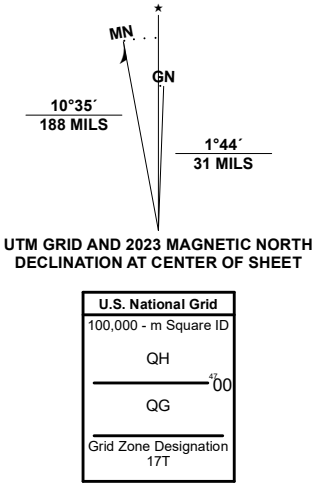 ★
MN
GN
10°35´
188 MILS
1°44´
31 MILS
UTM GRID AND 2023 MAGNETIC NORTH
DECLINATION AT CENTER OF SHEET
U.S. National Grid
100,000 - m Square ID
QH
4700
QG
Grid Zone Designation
17T